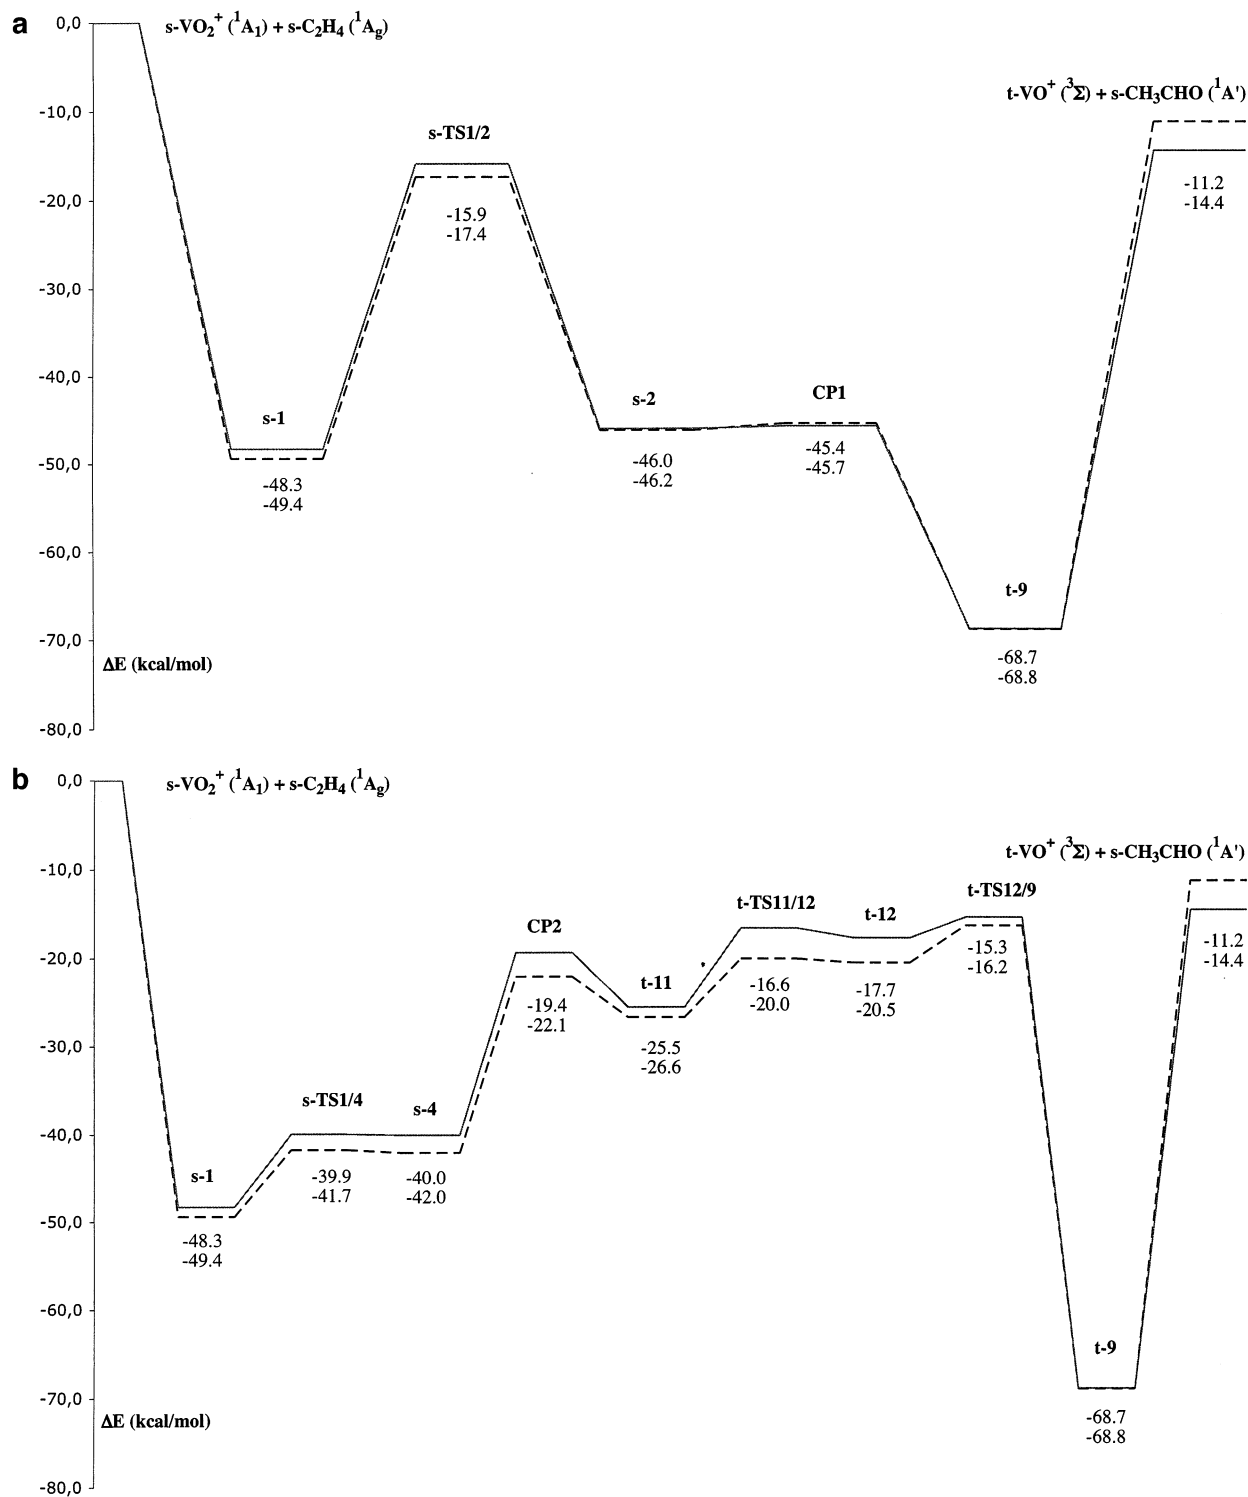 a
0,0
s-VO₂⁺ (¹A₁) + s-C₂H₄ (¹Ag)
t-VO⁺ (³Σ) + s-CH₃CHO (¹A')
-10,0
s-TS1/2
-11.2
-14.4
-20,0
-15.9
-17.4
-30,0
-40,0
s-1
s-2
CP1
-50,0
-48.3
-49.4
-46.0
-46.2
-45.4
-45.7
-60,0
t-9
-70,0
-68.7
-68.8
ΔE (kcal/mol)
-80,0
b
0,0
s-VO₂⁺ (¹A₁) + s-C₂H₄ (¹Ag)
t-VO⁺ (³Σ) + s-CH₃CHO (¹A')
-10,0
CP2
t-TS11/12
t-12
t-TS12/9
-11.2
-14.4
-20,0
t-11
-15.3
-16.2
-19.4
-22.1
-16.6
-20.0
-17.7
-20.5
-30,0
-25.5
-26.6
s-TS1/4
s-4
-40,0
s-1
-39.9
-41.7
-40.0
-42.0
-50,0
-48.3
-49.4
-60,0
t-9
-70,0
ΔE (kcal/mol)
-68.7
-68.8
-80,0